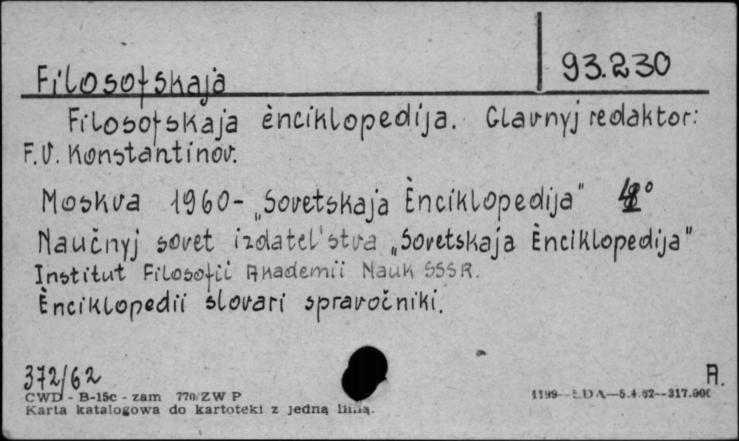 Filosofskaja
93.230
Filosofskaja ènciklopedija. Glavnyj redaktor:
F.V. Konstantinov.
Moskva 1960- „Sovetskaja Ènciklopedija"
Naučnyj sovet izdatel'stva „Sovetskaja Ènciklopedija"
Institut Filosofii Akademii Nauk SSSR.
Ènciklopedii slovari spravočniki.
372/62
A.
CWD - B-15c - zam 770/ZW P
1199--LDA--5.4.62--317.000
Karta katalogowa do kartoteki z jedną linią.